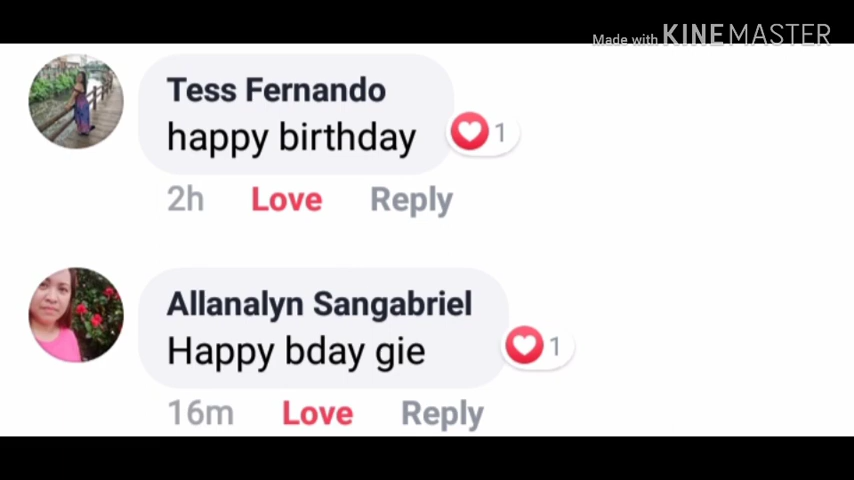 Made with KINEMASTER
Tess Fernando
happy birthday
1
2h Love Reply
Allanalyn Sangabriel
Happy bday gie
1
16m Love Reply